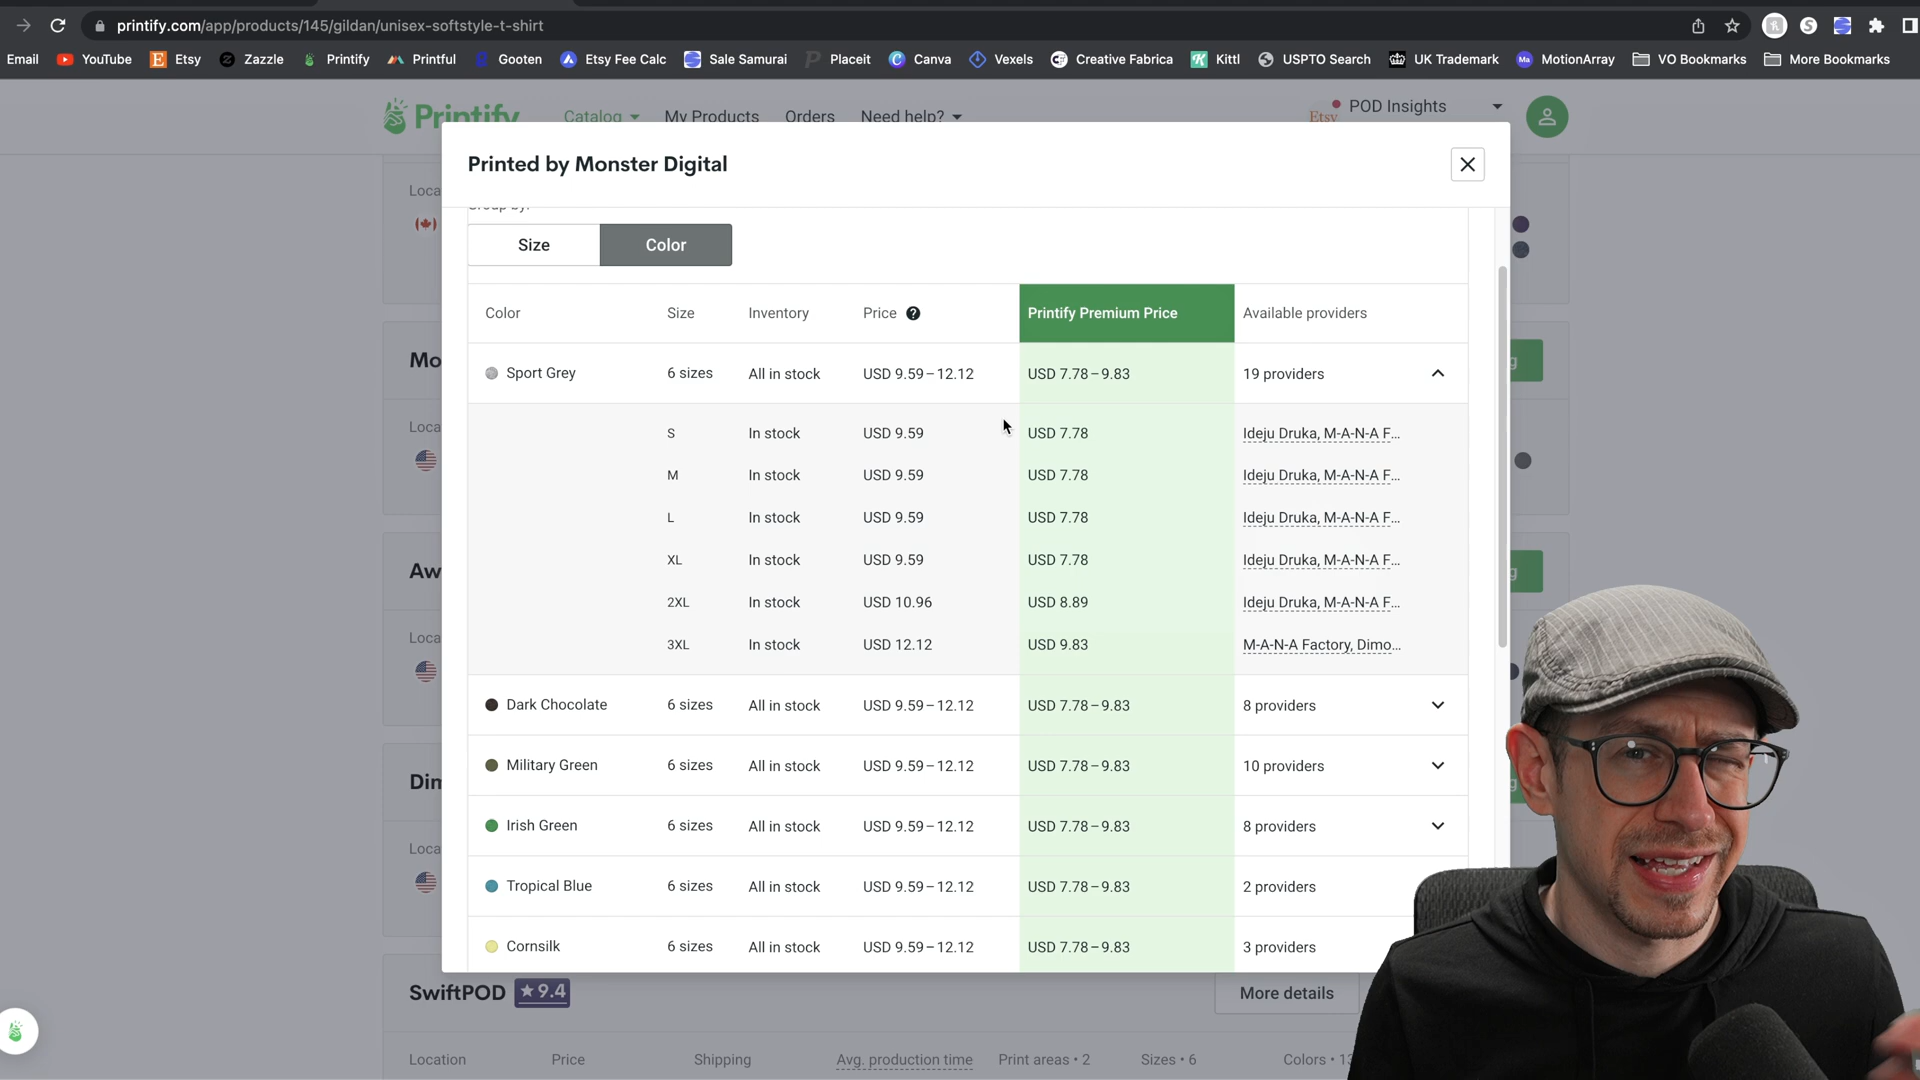 printify.com/app/products/145/gildan/unisex-softstyle-t-shirt
Email YouTube Etsy Zazzle Printify Printful Gooten Etsy Fee Calc Sale Samurai Placeit Canva Vexels Creative Fabrica Kittl USPTO Search UK Trademark MotionArray VO Bookmarks More Bookmarks
Printify Catalog My Products Orders Need help? Etsy POD Insights
Printed by Monster Digital
Group by:
Size Color
Color Size Inventory Price Printify Premium Price Available providers
Sport Grey 6 sizes All in stock USD 9.59 – 12.12 USD 7.78 – 9.83 19 providers
S In stock USD 9.59 USD 7.78 Ideju Druka, M-A-N-A F...
M In stock USD 9.59 USD 7.78 Ideju Druka, M-A-N-A F...
L In stock USD 9.59 USD 7.78 Ideju Druka, M-A-N-A F...
XL In stock USD 9.59 USD 7.78 Ideju Druka, M-A-N-A F...
2XL In stock USD 10.96 USD 8.89 Ideju Druka, M-A-N-A F...
3XL In stock USD 12.12 USD 9.83 M-A-N-A Factory, Dimo...
Dark Chocolate 6 sizes All in stock USD 9.59 – 12.12 USD 7.78 – 9.83 8 providers
Military Green 6 sizes All in stock USD 9.59 – 12.12 USD 7.78 – 9.83 10 providers
Irish Green 6 sizes All in stock USD 9.59 – 12.12 USD 7.78 – 9.83 8 providers
Tropical Blue 6 sizes All in stock USD 9.59 – 12.12 USD 7.78 – 9.83 2 providers
Cornsilk 6 sizes All in stock USD 9.59 – 12.12 USD 7.78 – 9.83 3 providers
SwiftPOD 9.4 More details
Location Price Shipping Avg. production time Print areas • 2 Sizes • 6 Colors • 13